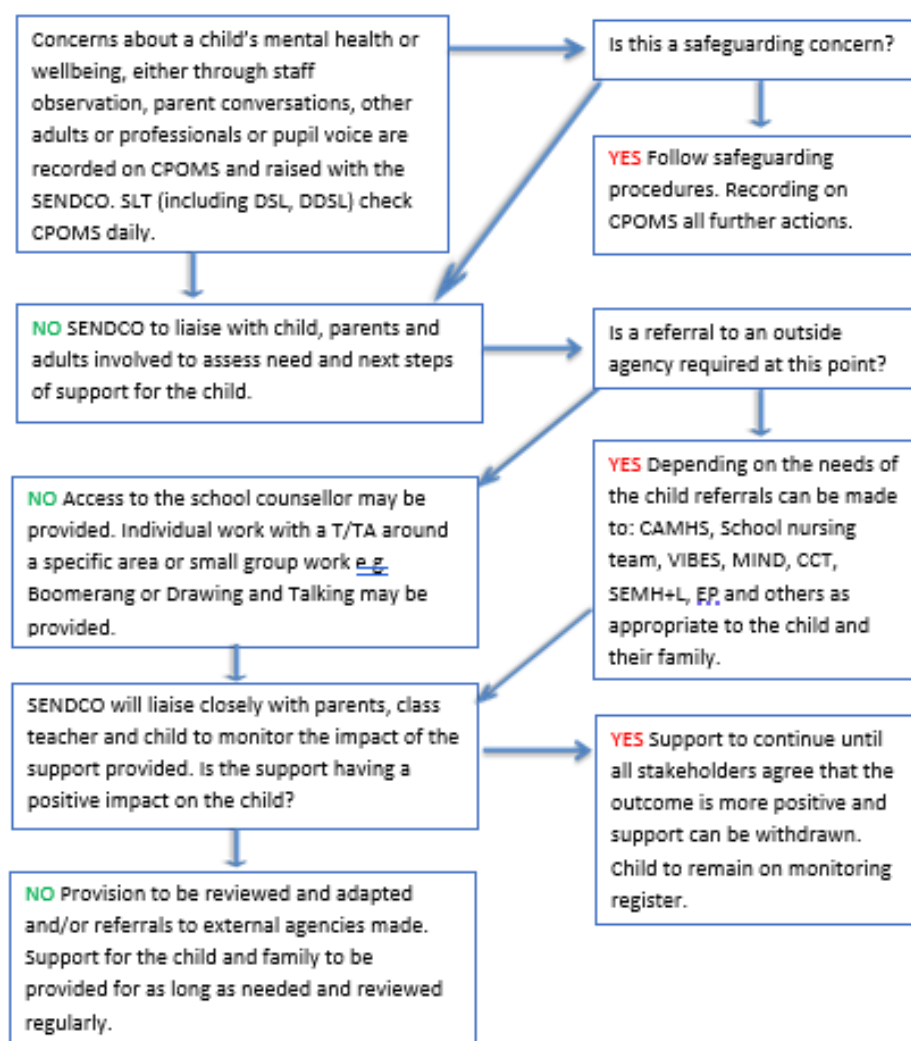 Concerns about a child's mental health or
wellbeing, either through staff
observation, parent conversations, other
adults or professionals or pupil voice are
recorded on CPOMS and raised with the
SENDCO. SLT (including DSL, DDSL) check
CPOMS daily.
Is this a safeguarding concern?
YES Follow safeguarding
procedures. Recording on
CPOMS all further actions.
NO SENDCO to liaise with child, parents and
adults involved to assess need and next steps
of support for the child.
Is a referral to an outside
agency required at this point?
NO Access to the school counsellor may be
provided. Individual work with a T/TA around
a specific area or small group work e.g
Boomerang or Drawing and Talking may be
provided.
YES Depending on the needs of
the child referrals can be made
to: CAMHS, School nursing
team, VIBES, MIND, CCT,
SEMH+L, EP and others as
appropriate to the child and
their family.
SENDCO will liaise closely with parents, class
teacher and child to monitor the impact of the
support provided. Is the support having a
positive impact on the child?
YES Support to continue until
all stakeholders agree that the
outcome is more positive and
support can be withdrawn.
Child to remain on monitoring
register.
NO Provision to be reviewed and adapted
and/or referrals to external agencies made.
Support for the child and family to be
provided for as long as needed and reviewed
regularly.